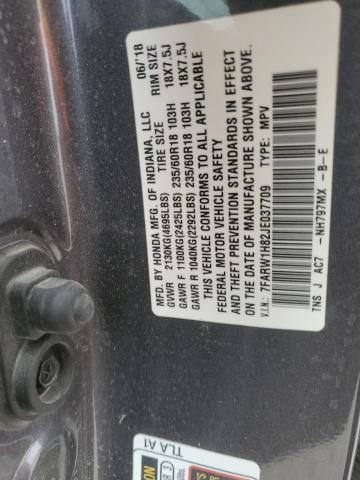 MFD. BY HONDA MFG. OF INDIANA, LLC 06/'18
TIRE SIZE RIM SIZE
GVWR 2130KG(4695LBS)
GAWR F 1100KG(2425LBS) 235/60R18 103H 18X7.5J
GAWR R 1040KG(2292LBS) 235/60R18 103H 18X7.5J
THIS VEHICLE CONFORMS TO ALL APPLICABLE
FEDERAL MOTOR VEHICLE SAFETY
AND THEFT PREVENTION STANDARDS IN EFFECT
ON THE DATE OF MANUFACTURE SHOWN ABOVE.
V.I.N.: 7FARW1H82JE037709 TYPE: MPV
TNS J AC7 -NH797MX -B-E
TLA A1
R 3